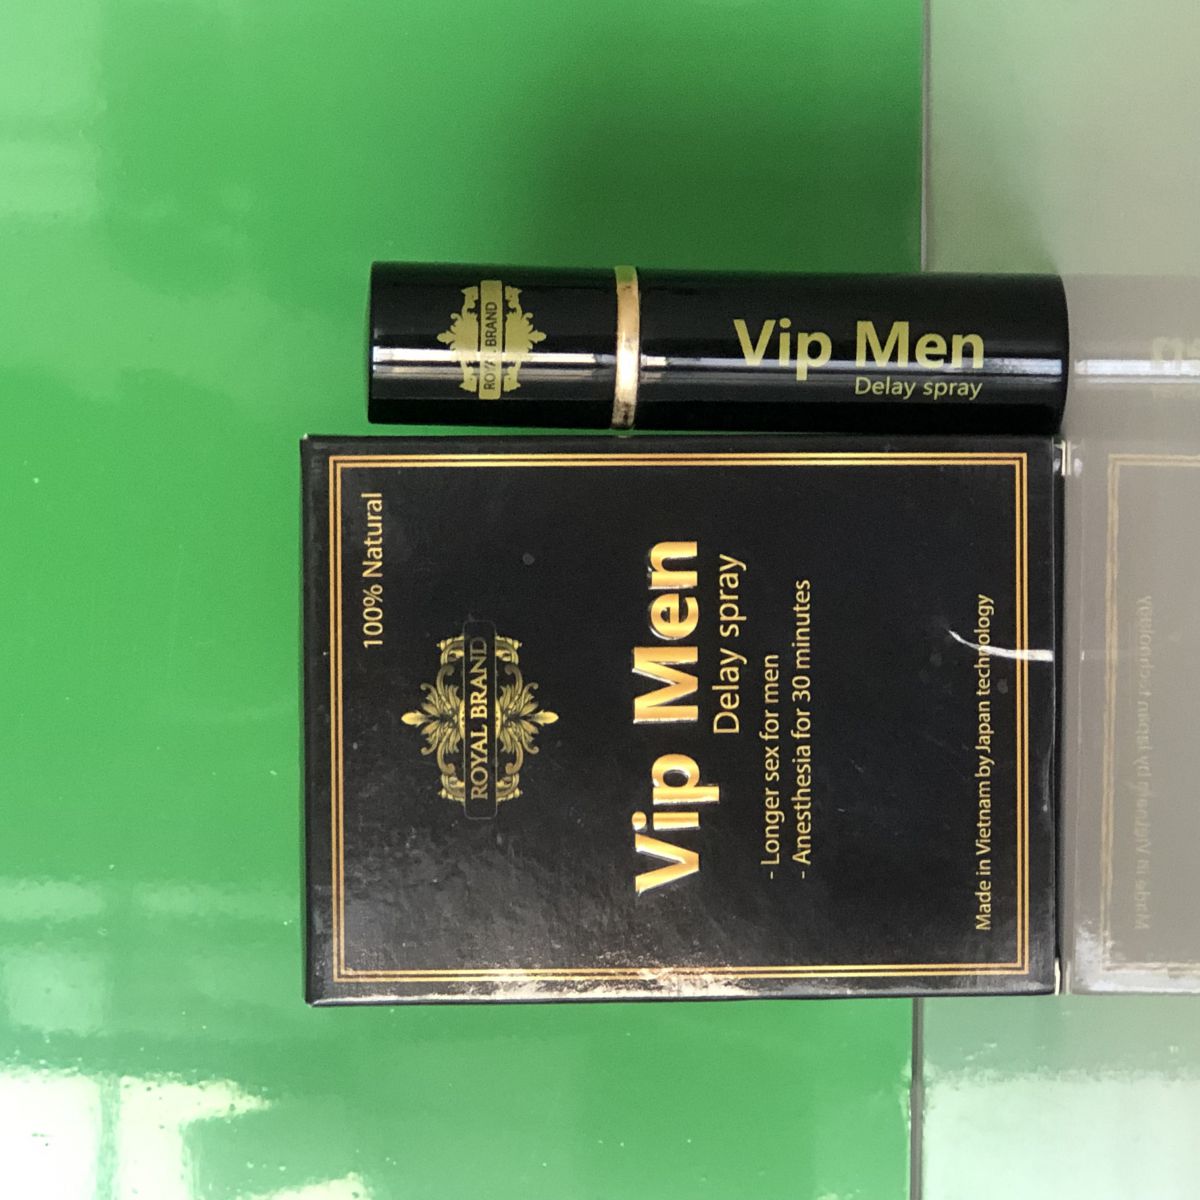 100% Natural
ROYAL BRAND
Vip Men
Delay spray
- Longer sex for men
- Anesthesia for 30 minutes
Made in Vietnam by Japan technology
ROYAL BRAND
Vip Men
Delay spray